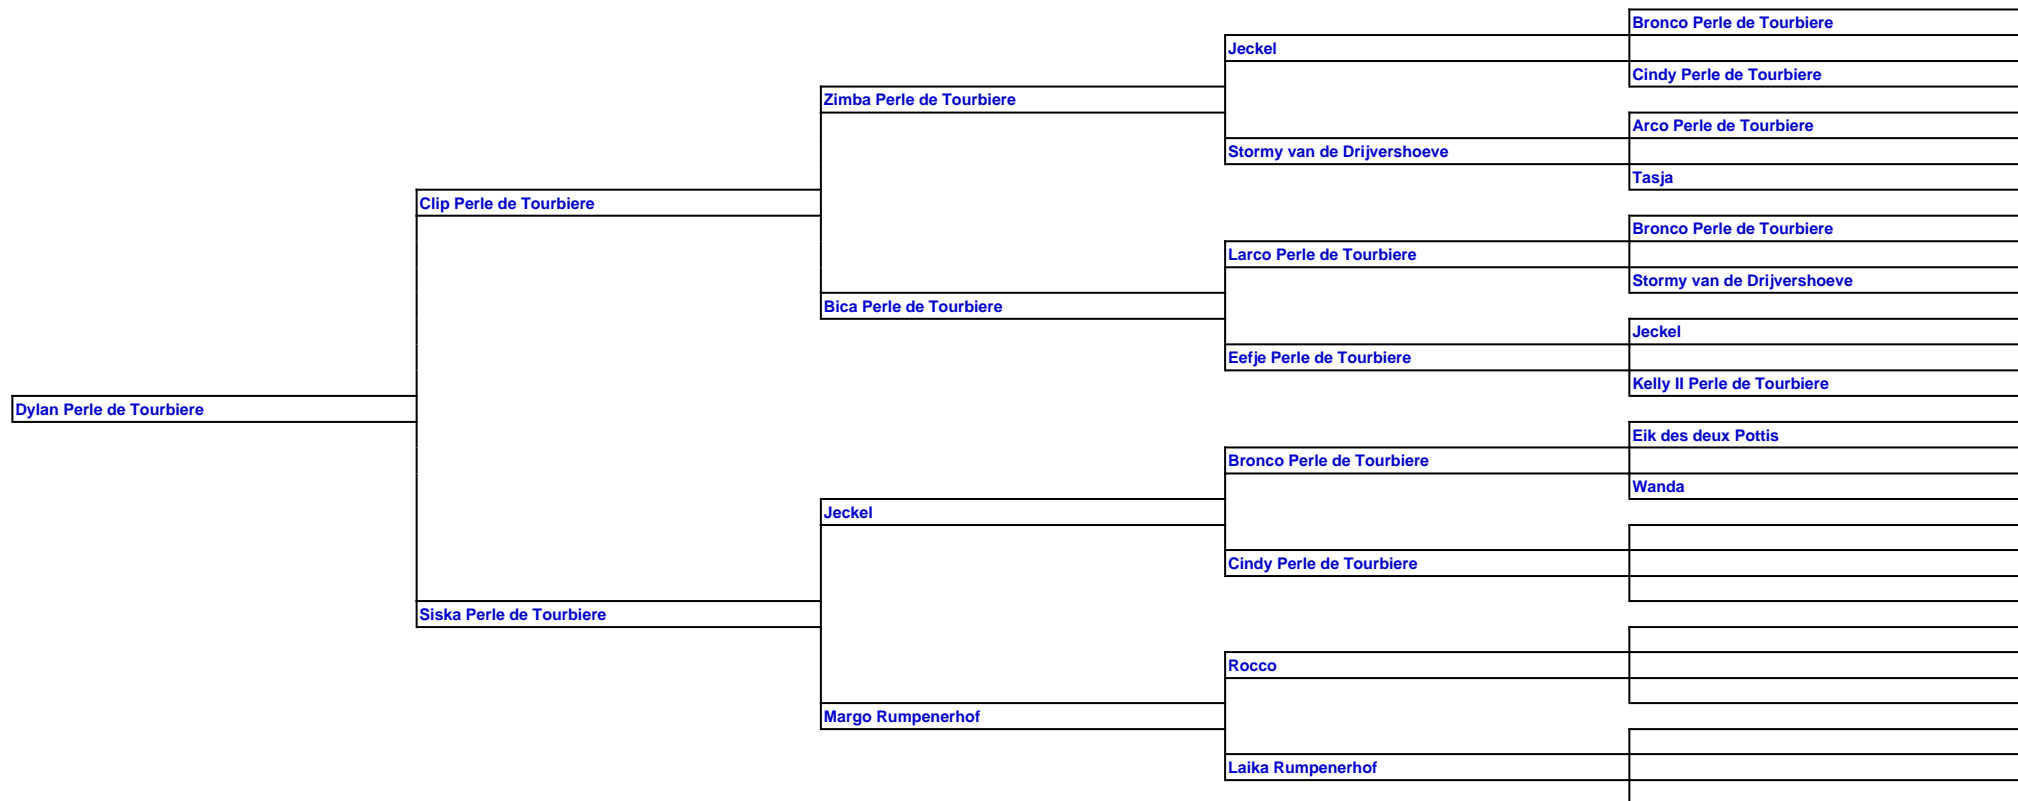 Bronco Perle de Tourbiere
Jeckel
Cindy Perle de Tourbiere
Zimba Perle de Tourbiere
Arco Perle de Tourbiere
Stormy van de Drijvershoeve
Tasja
Clip Perle de Tourbiere
Bronco Perle de Tourbiere
Larco Perle de Tourbiere
Stormy van de Drijvershoeve
Bica Perle de Tourbiere
Jeckel
Eefje Perle de Tourbiere
Kelly II Perle de Tourbiere
Dylan Perle de Tourbiere
Eik des deux Pottis
Bronco Perle de Tourbiere
Wanda
Jeckel
Cindy Perle de Tourbiere
Siska Perle de Tourbiere
Rocco
Margo Rumpenerhof
Laika Rumpenerhof